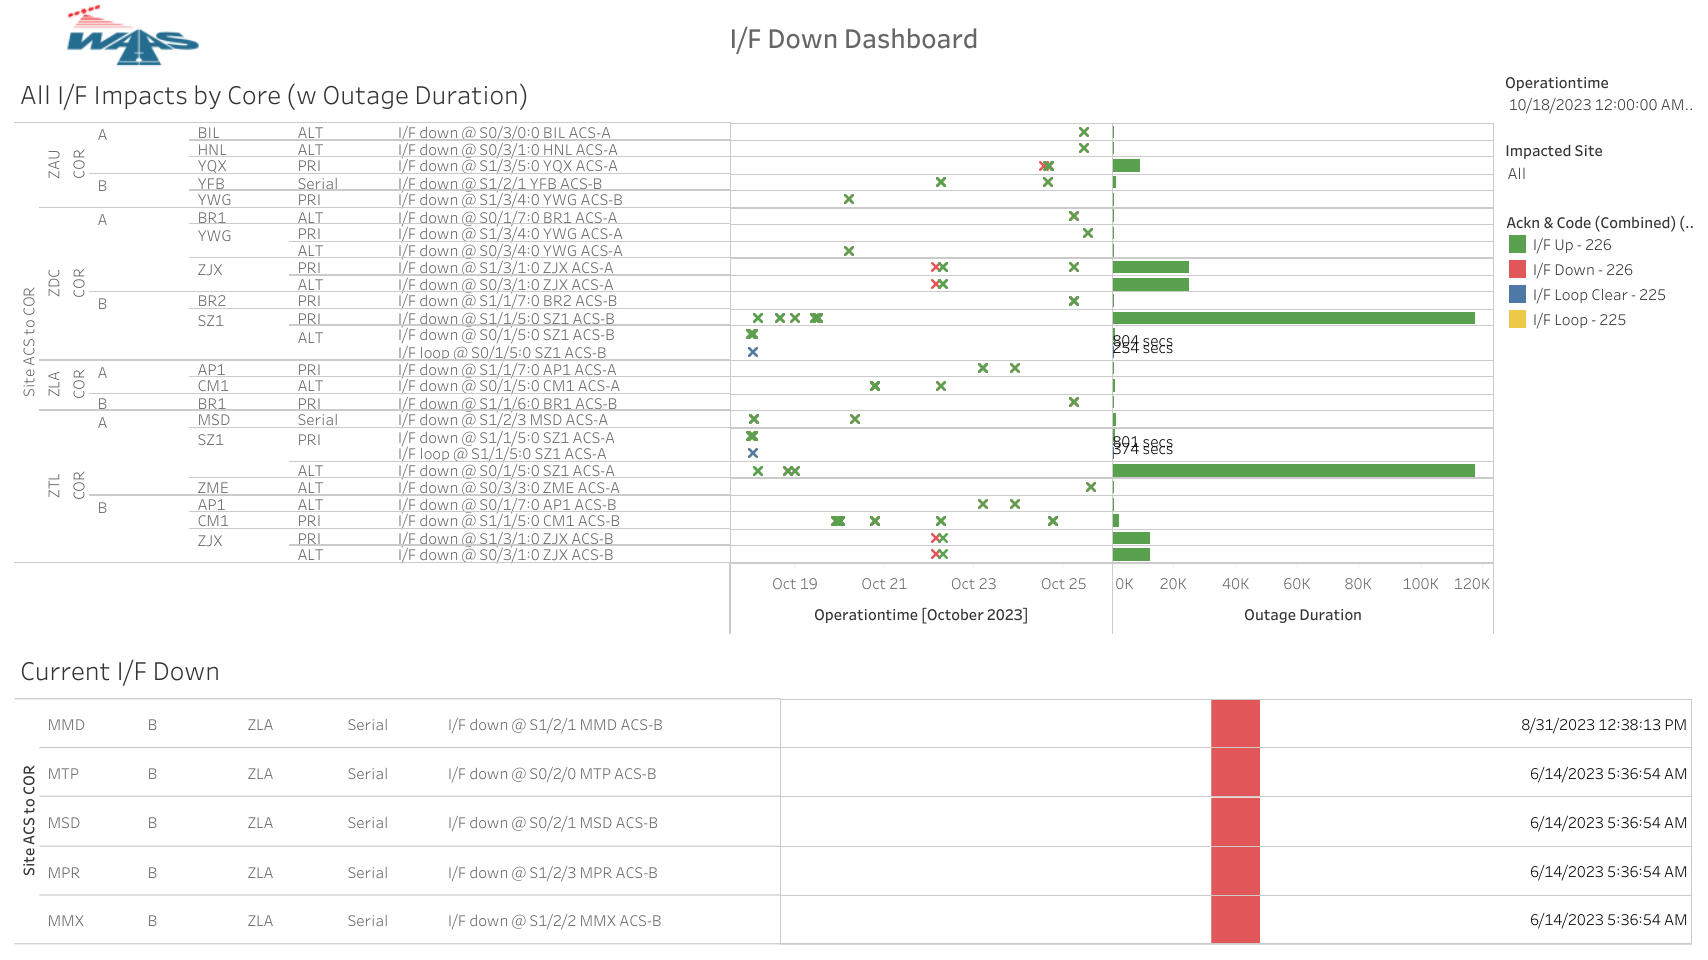 WAAS
I/F Down Dashboard
All I/F Impacts by Core (w Outage Duration)
Operationtime
10/18/2023 12:00:00 AM..
Impacted Site
All
Ackn & Code (Combined) (..
I/F Up - 226
I/F Down - 226
I/F Loop Clear - 225
I/F Loop - 225
Site ACS to COR
ZAU COR
A BIL ALT I/F down @ S0/3/0:0 BIL ACS-A
HNL ALT I/F down @ S0/3/1:0 HNL ACS-A
YQX PRI I/F down @ S1/3/5:0 YQX ACS-A
B YFB Serial I/F down @ S1/2/1 YFB ACS-B
YWG PRI I/F down @ S1/3/4:0 YWG ACS-B
ZDC COR
A BR1 ALT I/F down @ S0/1/7:0 BR1 ACS-A
YWG PRI I/F down @ S1/3/4:0 YWG ACS-A
ALT I/F down @ S0/3/4:0 YWG ACS-A
ZJX PRI I/F down @ S1/3/1:0 ZJX ACS-A
ALT I/F down @ S0/3/1:0 ZJX ACS-A
B BR2 PRI I/F down @ S1/1/7:0 BR2 ACS-B
SZ1 PRI I/F down @ S1/1/5:0 SZ1 ACS-B
ALT I/F down @ S0/1/5:0 SZ1 ACS-B 804 secs
I/F loop @ S0/1/5:0 SZ1 ACS-B 254 secs
ZLA COR
A AP1 PRI I/F down @ S1/1/7:0 AP1 ACS-A
CM1 ALT I/F down @ S0/1/5:0 CM1 ACS-A
B BR1 PRI I/F down @ S1/1/6:0 BR1 ACS-B
ZTL COR
A MSD Serial I/F down @ S1/2/3 MSD ACS-A
SZ1 PRI I/F down @ S1/1/5:0 SZ1 ACS-A 801 secs
I/F loop @ S1/1/5:0 SZ1 ACS-A 374 secs
ALT I/F down @ S0/1/5:0 SZ1 ACS-A
ZME ALT I/F down @ S0/3/3:0 ZME ACS-A
B AP1 ALT I/F down @ S0/1/7:0 AP1 ACS-B
CM1 PRI I/F down @ S1/1/5:0 CM1 ACS-B
ZJX PRI I/F down @ S1/3/1:0 ZJX ACS-B
ALT I/F down @ S0/3/1:0 ZJX ACS-B
Oct 19 Oct 21 Oct 23 Oct 25 0K 20K 40K 60K 80K 100K 120K
Operationtime [October 2023] Outage Duration
Current I/F Down
Site ACS to COR
MMD B ZLA Serial I/F down @ S1/2/1 MMD ACS-B 8/31/2023 12:38:13 PM
MTP B ZLA Serial I/F down @ S0/2/0 MTP ACS-B 6/14/2023 5:36:54 AM
MSD B ZLA Serial I/F down @ S0/2/1 MSD ACS-B 6/14/2023 5:36:54 AM
MPR B ZLA Serial I/F down @ S1/2/3 MPR ACS-B 6/14/2023 5:36:54 AM
MMX B ZLA Serial I/F down @ S1/2/2 MMX ACS-B 6/14/2023 5:36:54 AM